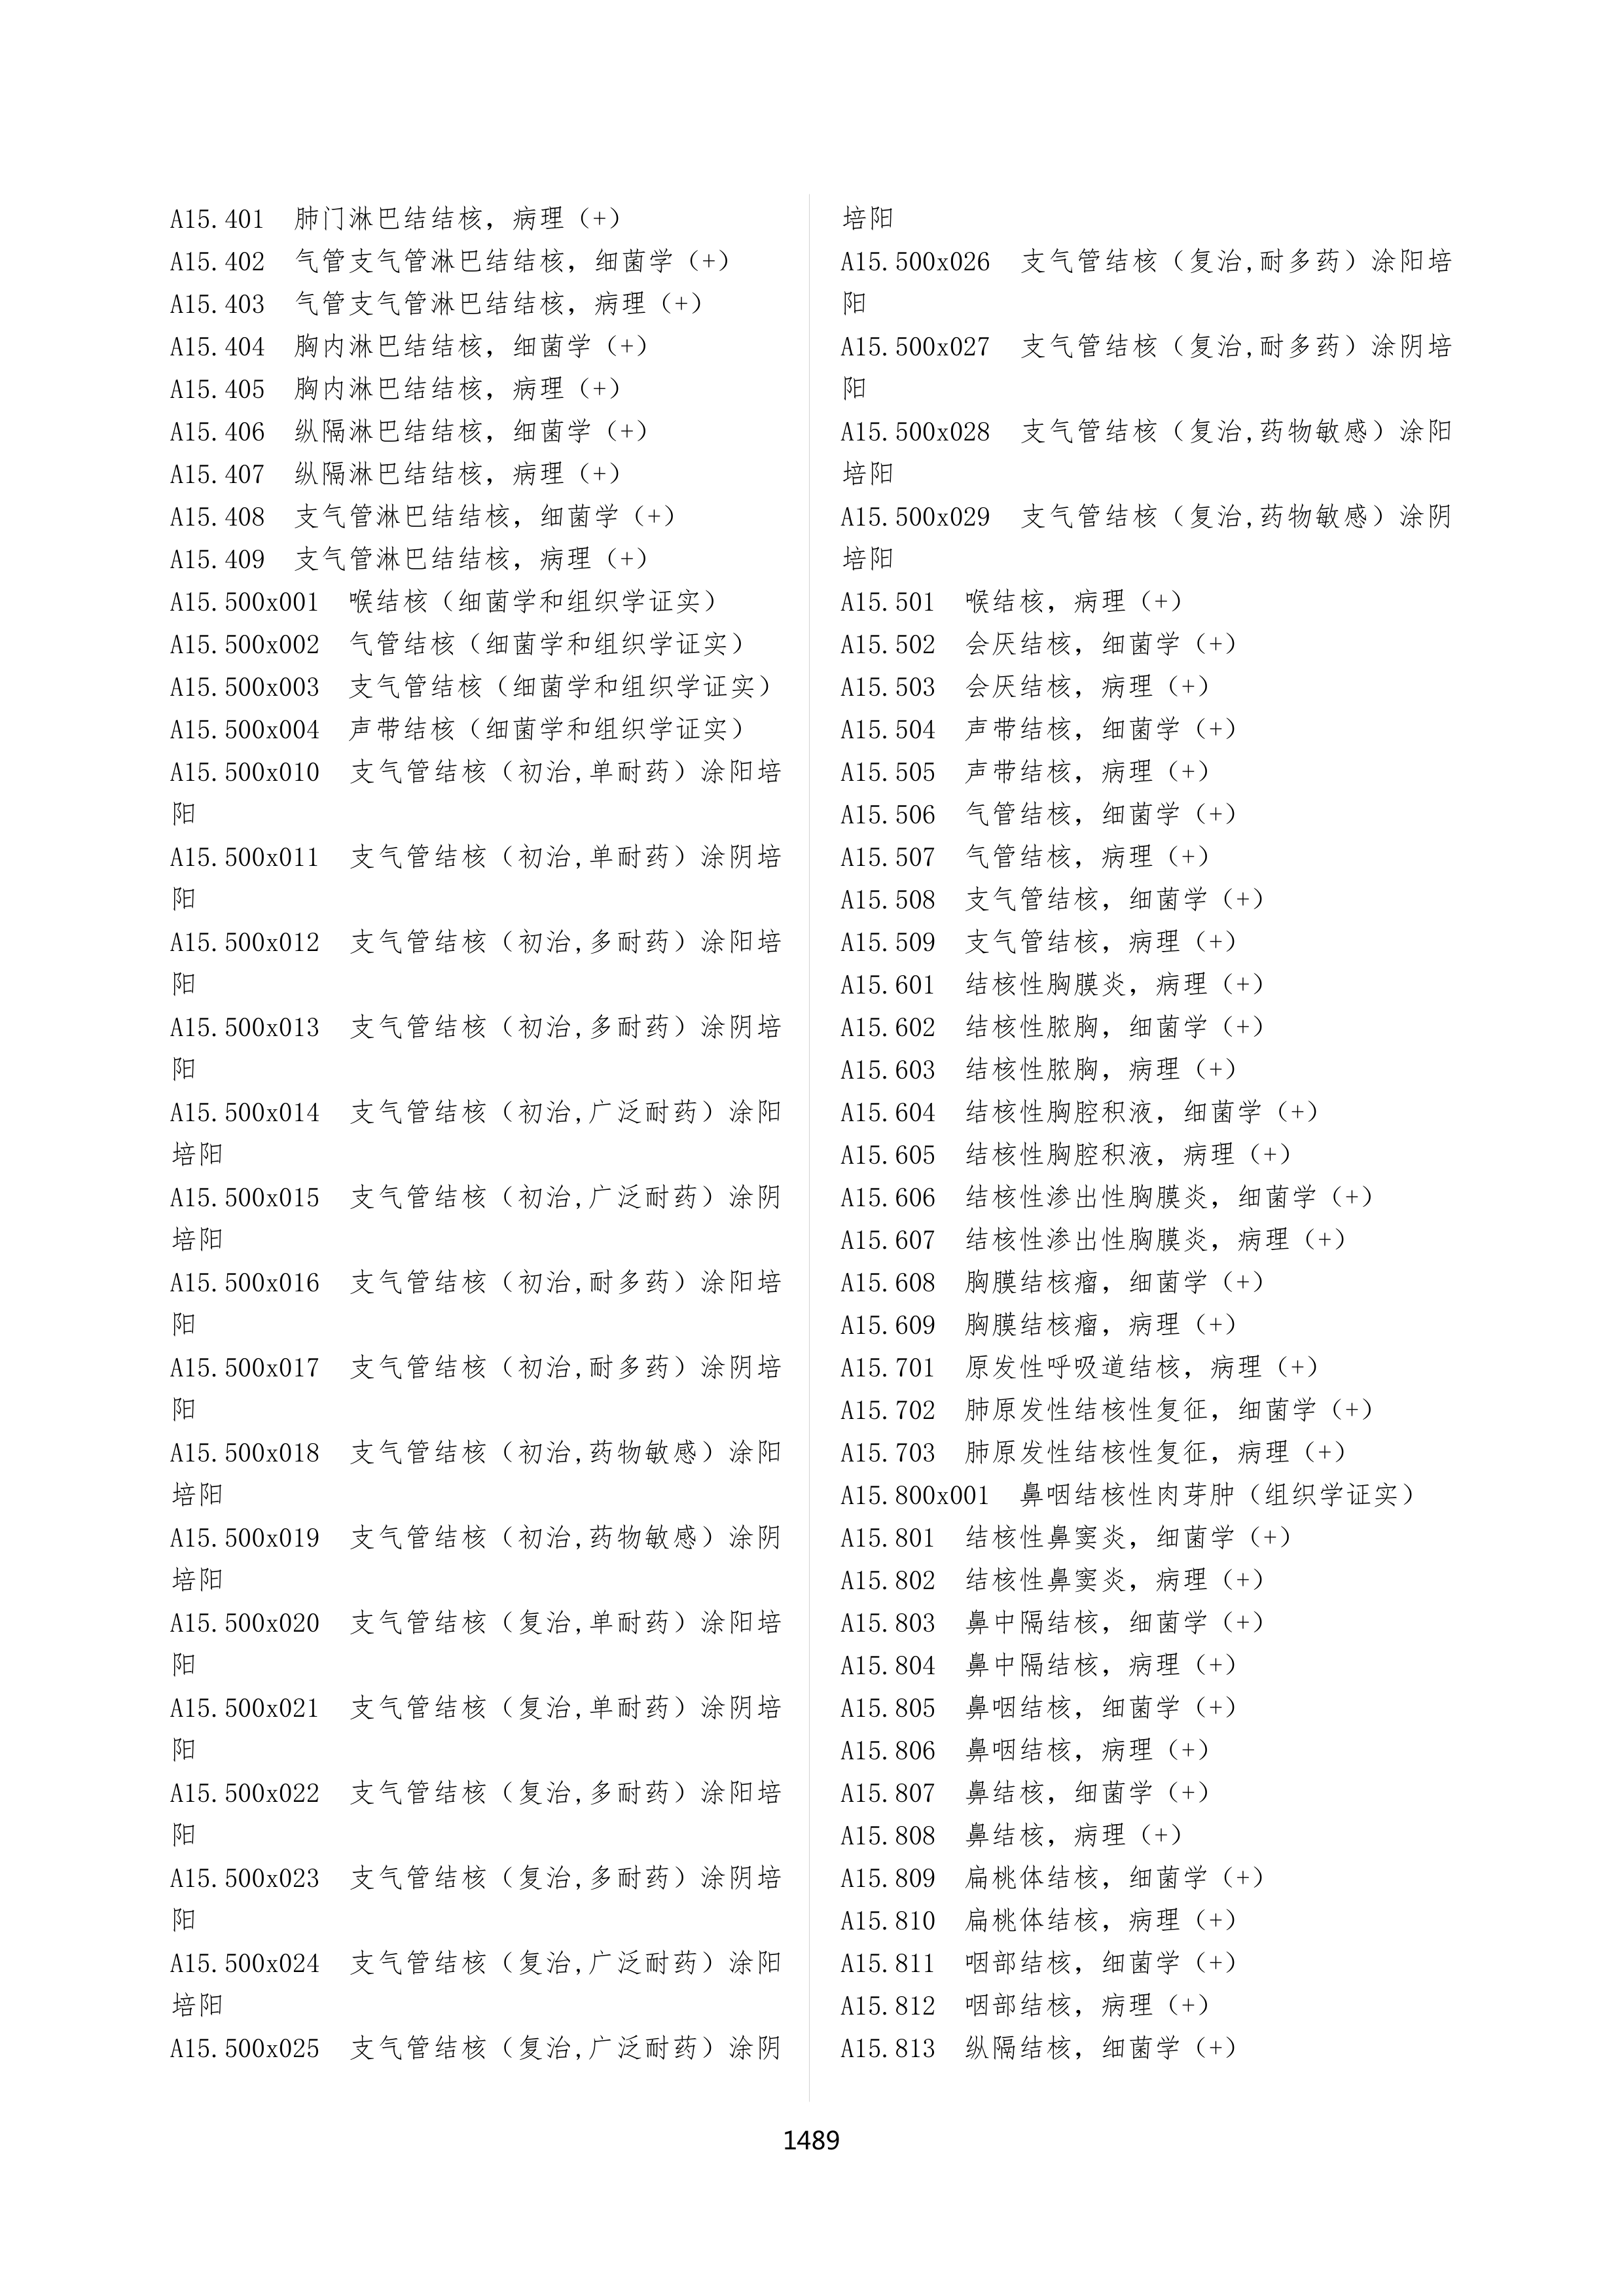 A15.401 肺门淋巴结结核，病理（+）
A15.402 气管支气管淋巴结结核，细菌学（+）
A15.403 气管支气管淋巴结结核，病理（+）
A15.404 胸内淋巴结结核，细菌学（+）
A15.405 胸内淋巴结结核，病理（+）
A15.406 纵隔淋巴结结核，细菌学（+）
A15.407 纵隔淋巴结结核，病理（+）
A15.408 支气管淋巴结结核，细菌学（+）
A15.409 支气管淋巴结结核，病理（+）
A15.500x001 喉结核（细菌学和组织学证实）
A15.500x002 气管结核（细菌学和组织学证实）
A15.500x003 支气管结核（细菌学和组织学证实）
A15.500x004 声带结核（细菌学和组织学证实）
A15.500x010 支气管结核（初治,单耐药）涂阳培
阳
A15.500x011 支气管结核（初治,单耐药）涂阴培
阳
A15.500x012 支气管结核（初治,多耐药）涂阳培
阳
A15.500x013 支气管结核（初治,多耐药）涂阴培
阳
A15.500x014 支气管结核（初治,广泛耐药）涂阳
培阳
A15.500x015 支气管结核（初治,广泛耐药）涂阴
培阳
A15.500x016 支气管结核（初治,耐多药）涂阳培
阳
A15.500x017 支气管结核（初治,耐多药）涂阴培
阳
A15.500x018 支气管结核（初治,药物敏感）涂阳
培阳
A15.500x019 支气管结核（初治,药物敏感）涂阴
培阳
A15.500x020 支气管结核（复治,单耐药）涂阳培
阳
A15.500x021 支气管结核（复治,单耐药）涂阴培
阳
A15.500x022 支气管结核（复治,多耐药）涂阳培
阳
A15.500x023 支气管结核（复治,多耐药）涂阴培
阳
A15.500x024 支气管结核（复治,广泛耐药）涂阳
培阳
A15.500x025 支气管结核（复治,广泛耐药）涂阴
培阳
A15.500x026 支气管结核（复治,耐多药）涂阳培
阳
A15.500x027 支气管结核（复治,耐多药）涂阴培
阳
A15.500x028 支气管结核（复治,药物敏感）涂阳
培阳
A15.500x029 支气管结核（复治,药物敏感）涂阴
培阳
A15.501 喉结核，病理（+）
A15.502 会厌结核，细菌学（+）
A15.503 会厌结核，病理（+）
A15.504 声带结核，细菌学（+）
A15.505 声带结核，病理（+）
A15.506 气管结核，细菌学（+）
A15.507 气管结核，病理（+）
A15.508 支气管结核，细菌学（+）
A15.509 支气管结核，病理（+）
A15.601 结核性胸膜炎，病理（+）
A15.602 结核性脓胸，细菌学（+）
A15.603 结核性脓胸，病理（+）
A15.604 结核性胸腔积液，细菌学（+）
A15.605 结核性胸腔积液，病理（+）
A15.606 结核性渗出性胸膜炎，细菌学（+）
A15.607 结核性渗出性胸膜炎，病理（+）
A15.608 胸膜结核瘤，细菌学（+）
A15.609 胸膜结核瘤，病理（+）
A15.701 原发性呼吸道结核，病理（+）
A15.702 肺原发性结核性复征，细菌学（+）
A15.703 肺原发性结核性复征，病理（+）
A15.800x001 鼻咽结核性肉芽肿（组织学证实）
A15.801 结核性鼻窦炎，细菌学（+）
A15.802 结核性鼻窦炎，病理（+）
A15.803 鼻中隔结核，细菌学（+）
A15.804 鼻中隔结核，病理（+）
A15.805 鼻咽结核，细菌学（+）
A15.806 鼻咽结核，病理（+）
A15.807 鼻结核，细菌学（+）
A15.808 鼻结核，病理（+）
A15.809 扁桃体结核，细菌学（+）
A15.810 扁桃体结核，病理（+）
A15.811 咽部结核，细菌学（+）
A15.812 咽部结核，病理（+）
A15.813 纵隔结核，细菌学（+）
1489